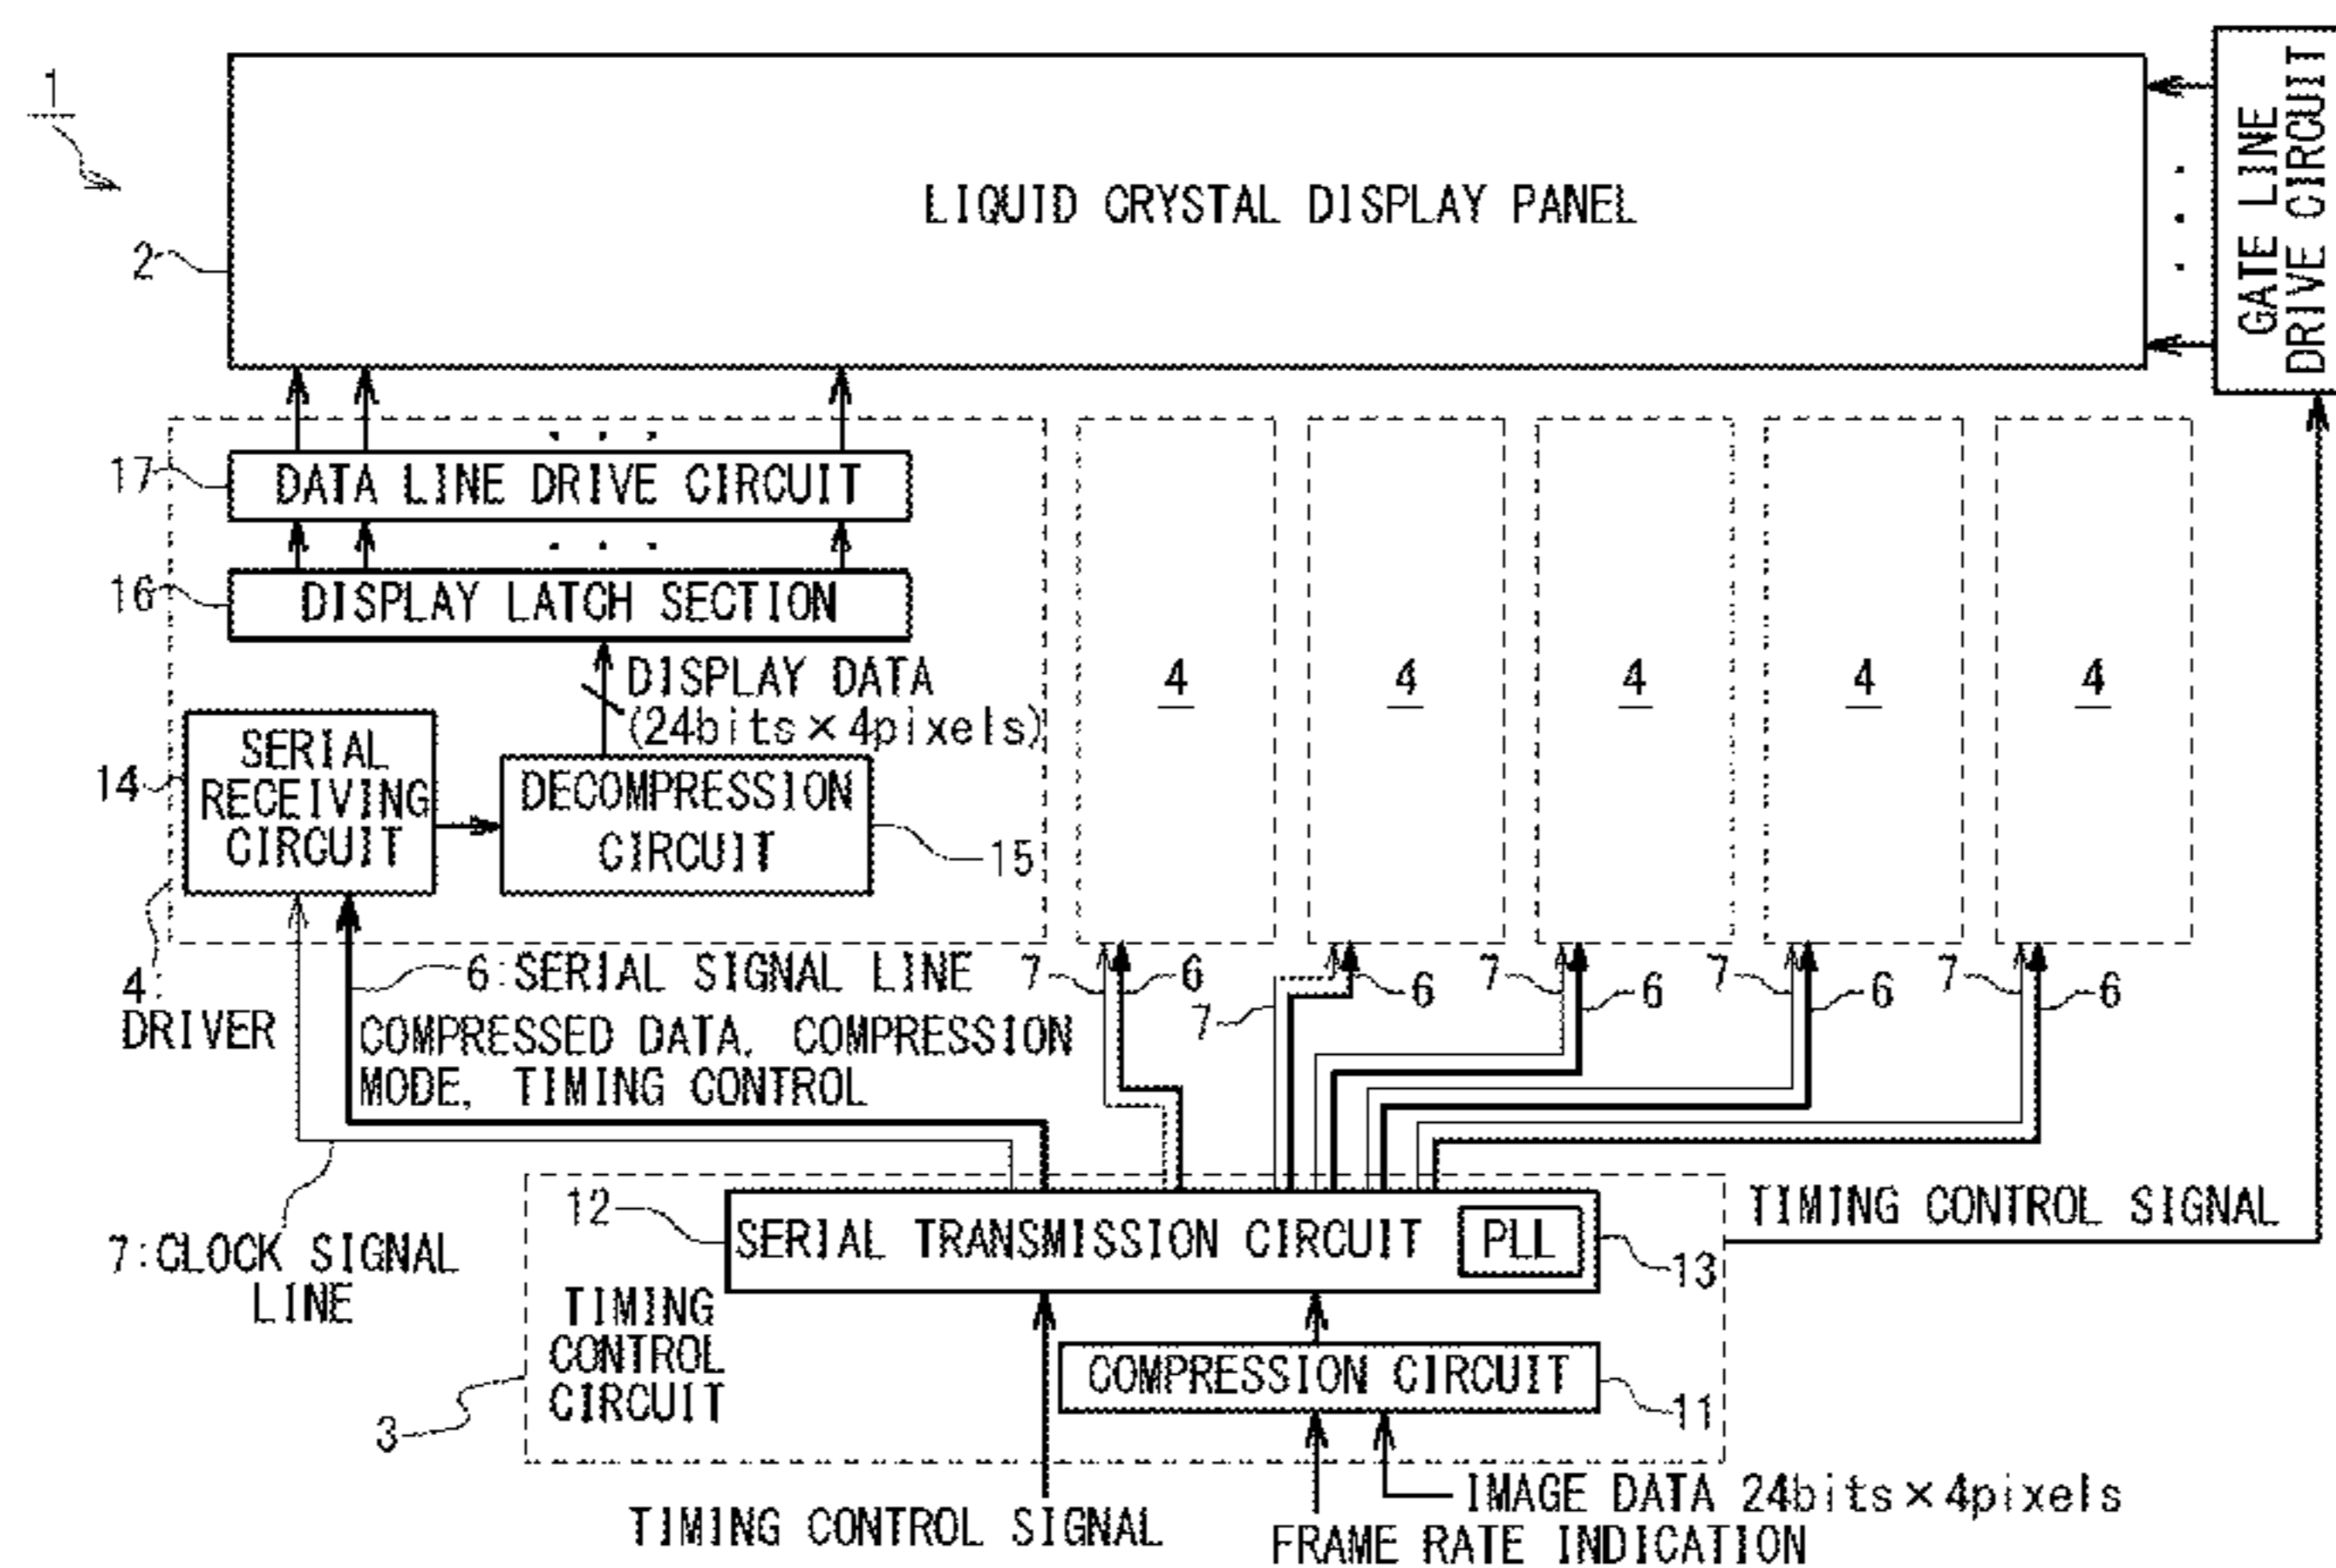 1
LIQUID CRYSTAL DISPLAY PANEL
2
GATE LINE
DRIVE CIRCUIT
17
DATA LINE DRIVE CIRCUIT
16
DISPLAY LATCH SECTION
DISPLAY DATA
(24bits×4pixels)
14
SERIAL
RECEIVING
CIRCUIT
DECOMPRESSION
CIRCUIT
15
4 4 4 4 4
4:
DRIVER
6:SERIAL SIGNAL LINE
COMPRESSED DATA, COMPRESSION
MODE, TIMING CONTROL
7 6 7 6 7 6 7 6 7 6
7:CLOCK SIGNAL
LINE
12
SERIAL TRANSMISSION CIRCUIT PLL
13
TIMING CONTROL SIGNAL
TIMING
CONTROL
CIRCUIT
3
COMPRESSION CIRCUIT
11
IMAGE DATA 24bits×4pixels
TIMING CONTROL SIGNAL
FRAME RATE INDICATION